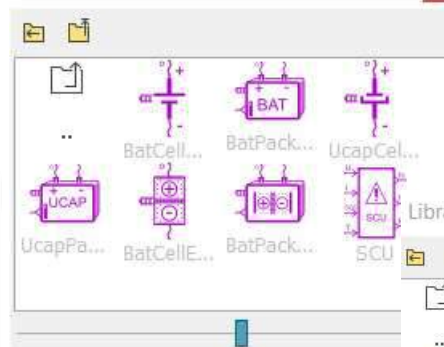 ..
BAT
BatCell...
BatPack...
UcapCel...
UCAP
SCU
UcapPa...
BatCellE...
BatPack...
SCU
Libra
..